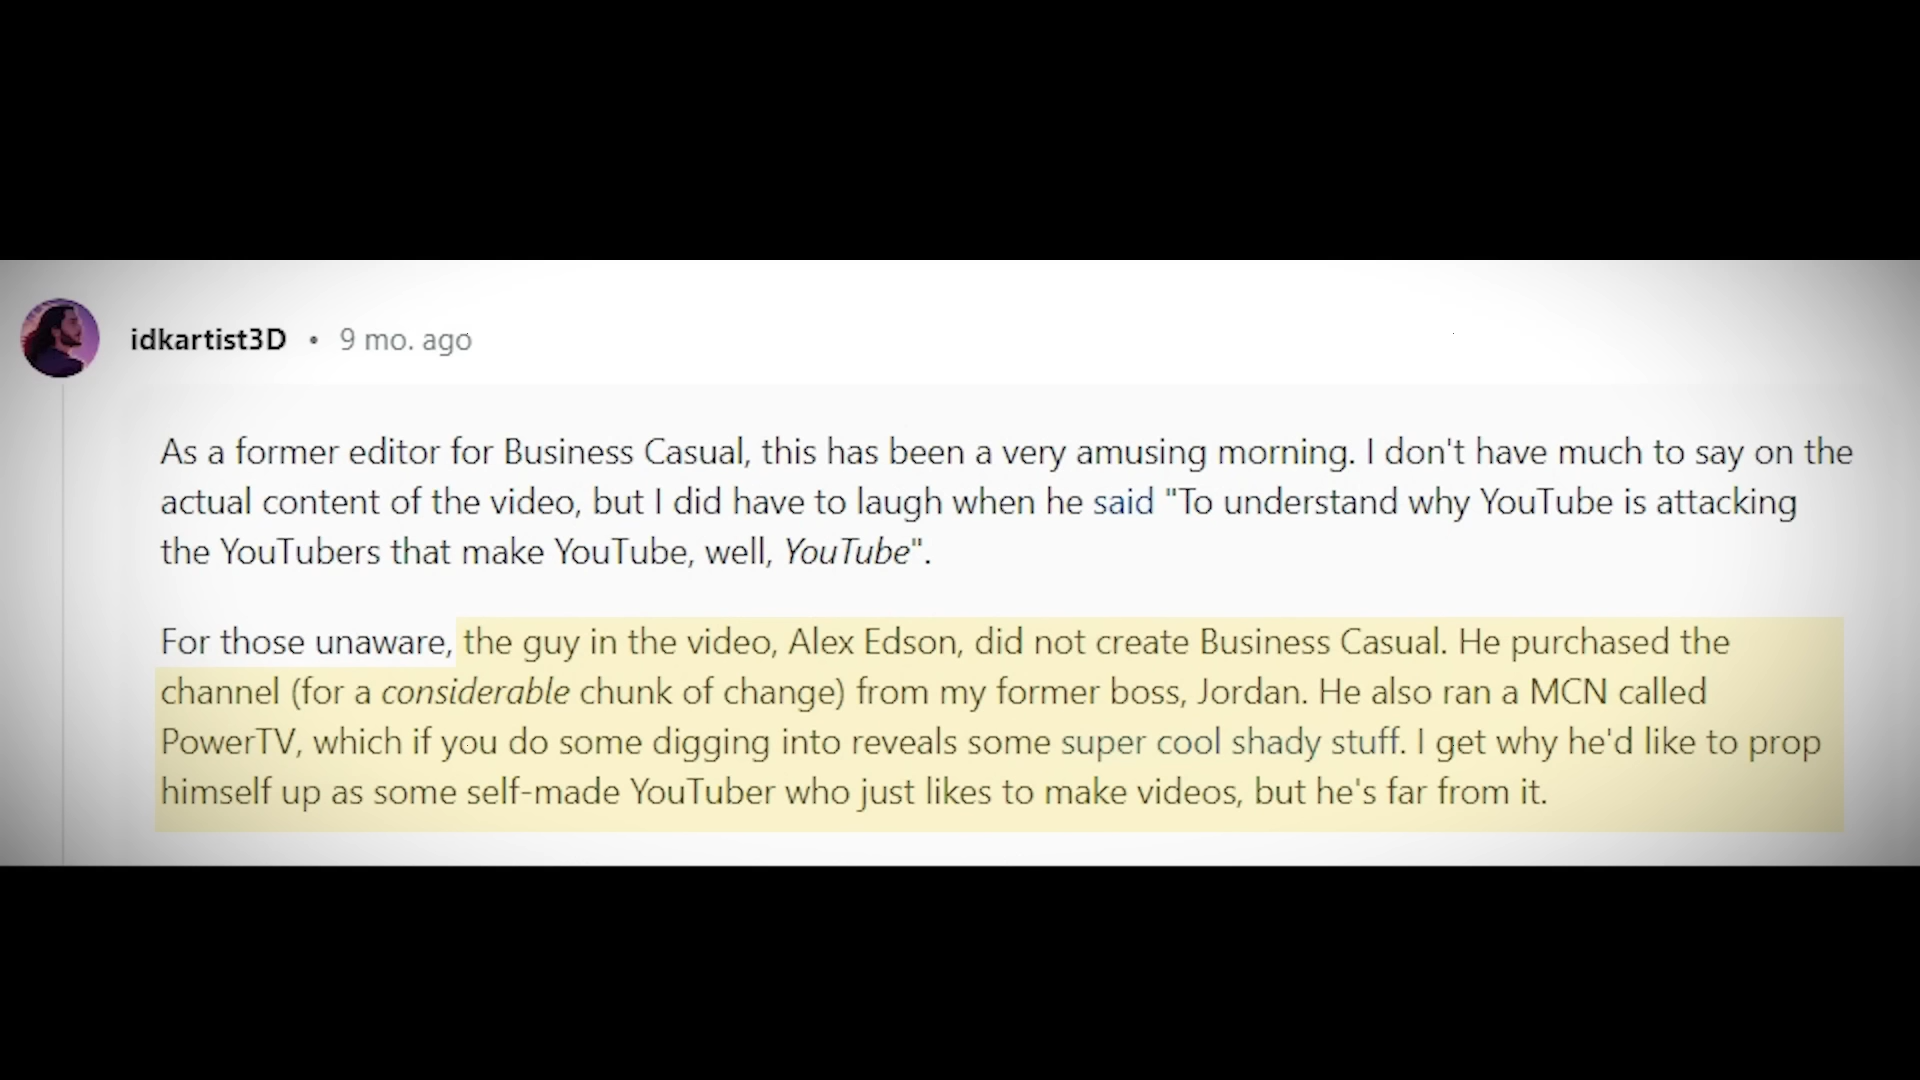 idkartist3D • 9 mo. ago
As a former editor for Business Casual, this has been a very amusing morning. I don't have much to say on the
actual content of the video, but I did have to laugh when he said "To understand why YouTube is attacking
the YouTubers that make YouTube, well, YouTube".
For those unaware, the guy in the video, Alex Edson, did not create Business Casual. He purchased the
channel (for a considerable chunk of change) from my former boss, Jordan. He also ran a MCN called
PowerTV, which if you do some digging into reveals some super cool shady stuff. I get why he'd like to prop
himself up as some self-made YouTuber who just likes to make videos, but he's far from it.